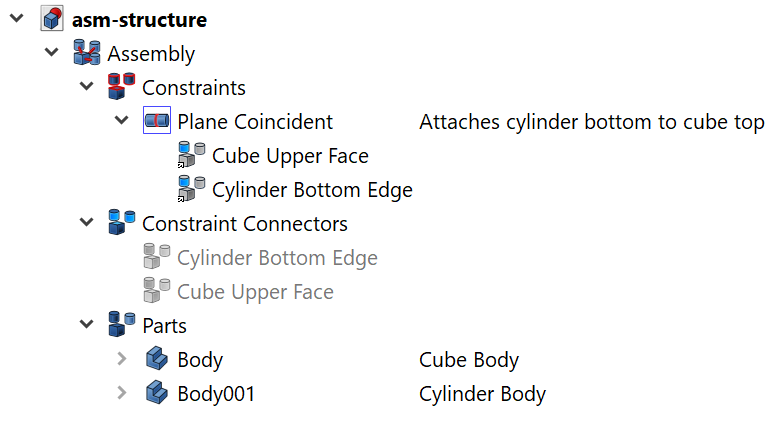 asm-structure
Assembly
Constraints
Plane Coincident Attaches cylinder bottom to cube top
Cube Upper Face
Cylinder Bottom Edge
Constraint Connectors
Cylinder Bottom Edge
Cube Upper Face
Parts
Body Cube Body
Body001 Cylinder Body